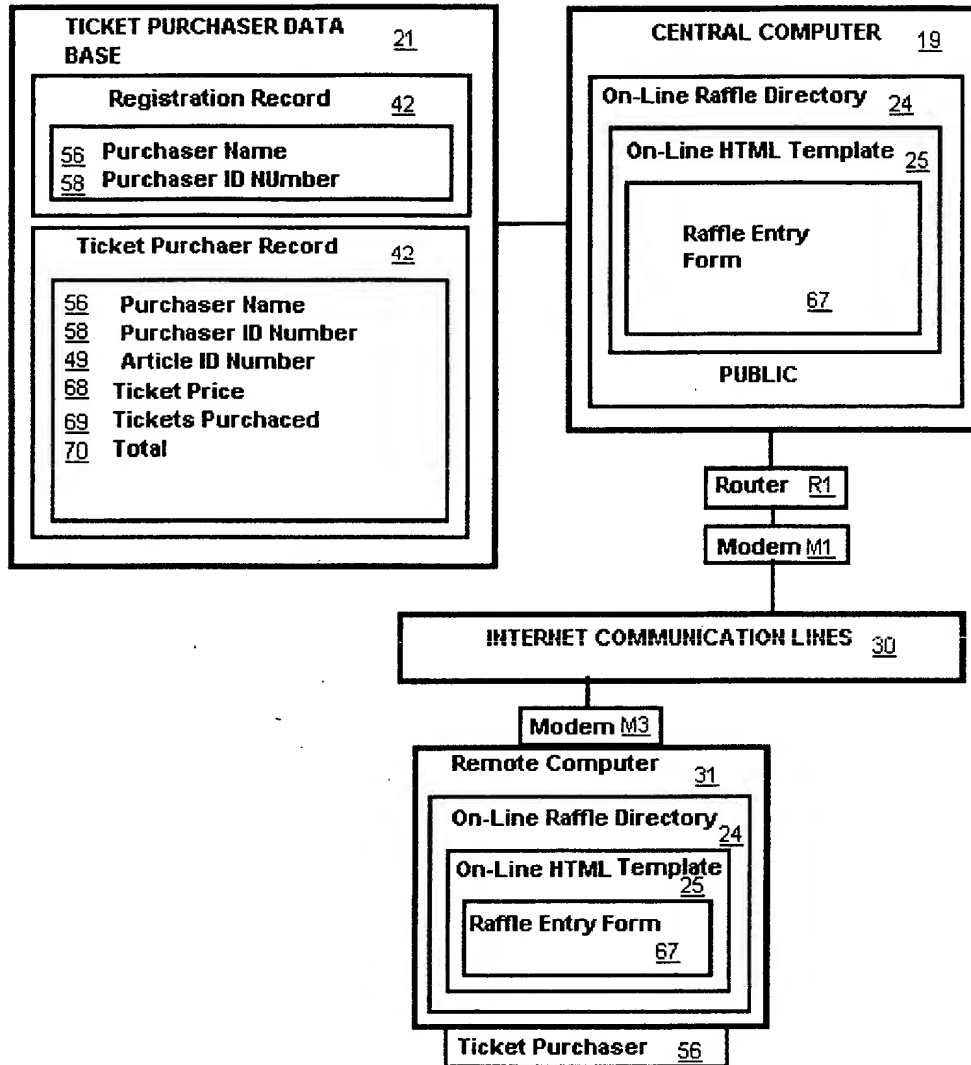 TICKET PURCHASER DATA
BASE 21
Registration Record 42
56 Purchaser Name
58 Purchaser ID NUmber
Ticket Purchaer Record 42
56 Purchaser Name
58 Purchaser ID Number
49 Article ID Number
68 Ticket Price
69 Tickets Purchaced
70 Total
CENTRAL COMPUTER 19
On-Line Raffle Directory 24
On-Line HTML Template 25
Raffle Entry
Form
67
PUBLIC
Router R1
Modem M1
INTERNET COMMUNICATION LINES 30
Modem M3
Remote Computer 31
On-Line Raffle Directory 24
On-Line HTML Template 25
Raffle Entry Form
67
Ticket Purchaser 56